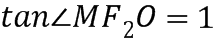 tan∠MF₂O = 1